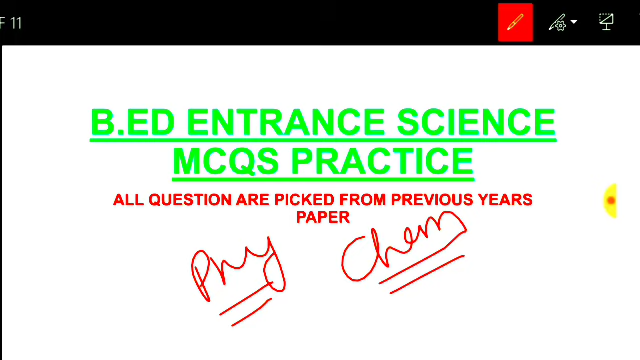 F 11
B.ED ENTRANCE SCIENCE
MCQS PRACTICE
ALL QUESTION ARE PICKED FROM PREVIOUS YEARS
PAPER
Phy Chem